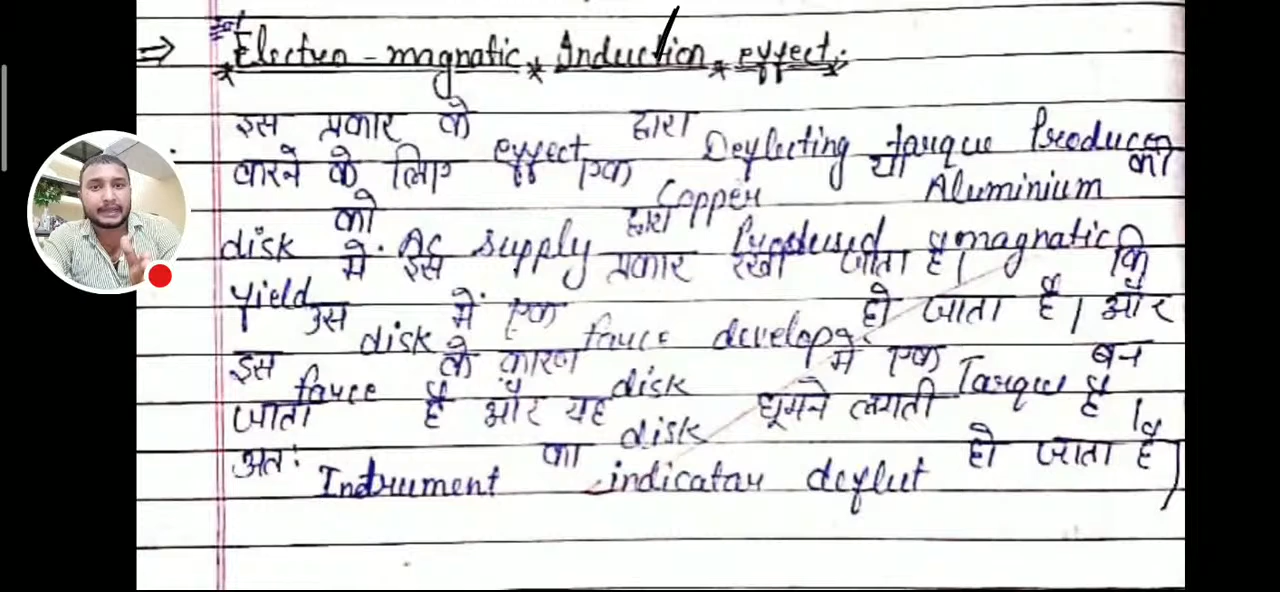 ⇒ * Electro-magnetic * Induction * effect:
इस प्रकार के effect द्वारा Deflecting torque Produce
करने के लिए एक Copper या Aluminium की
disk को AC supply द्वारा Produced magnetic
field में इस प्रकार रखा जाता है। कि
उस disk में एक force develop हो जाता है। और
इस force के कारण disk में एक Torque बन
जाता है और यह disk घूमने लगती है।
अतः Instrument का indicator deflect हो जाता है।